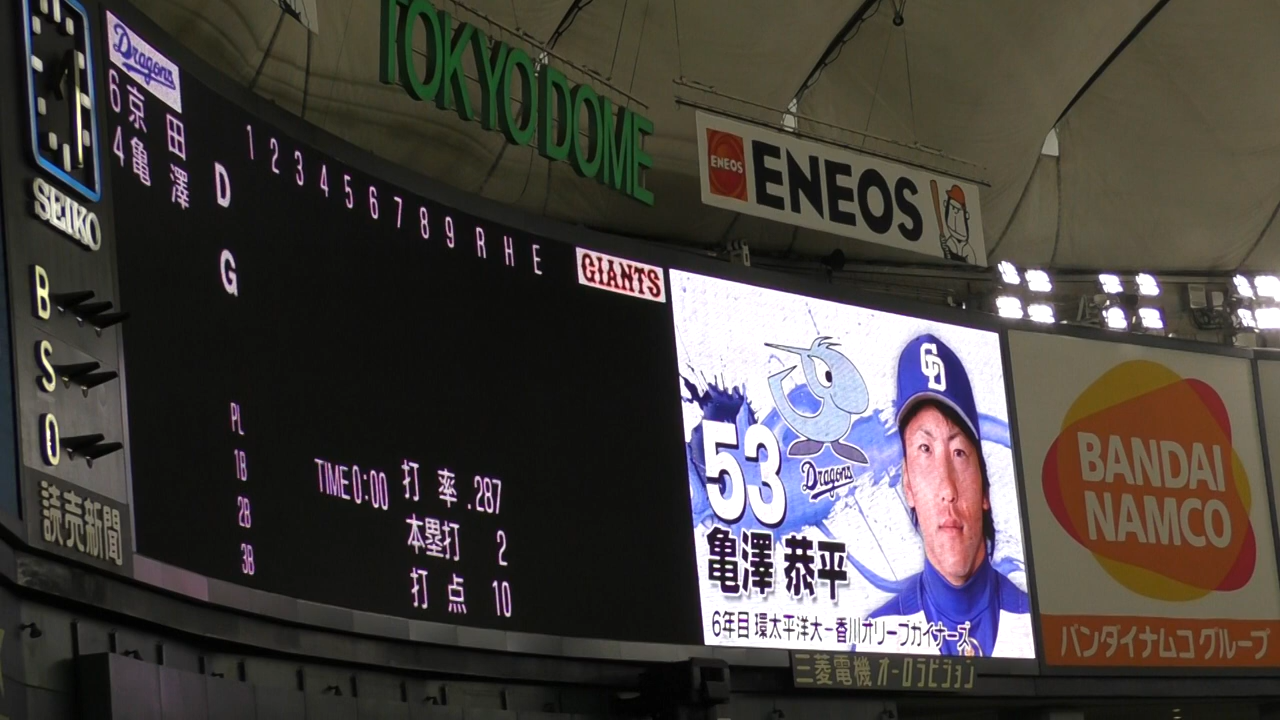 TOKYO DOME
Dragons
6 京田
4 亀澤
1 2 3 4 5 6 7 8 9 R H E
D
G
GIANTS
ENEOS
ENEOS
SEIKO
B
S
O
読売新聞
PL
1B
2B
3B
TIME 0:00
打率 .287
本塁打 2
打点 10
CD
Dragons
53
亀澤 恭平
6年目 環太平洋大－香川オリーブガイナーズ
三菱電機 オーロラビジョン
BANDAI
NAMCO
バンダイナムコグループ